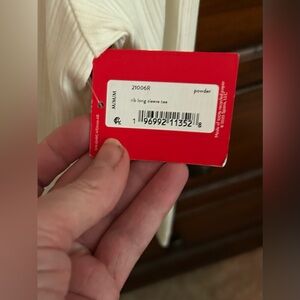 21006R
powder
M/M/M
rib long sleeve tee
1 96992 11352 8